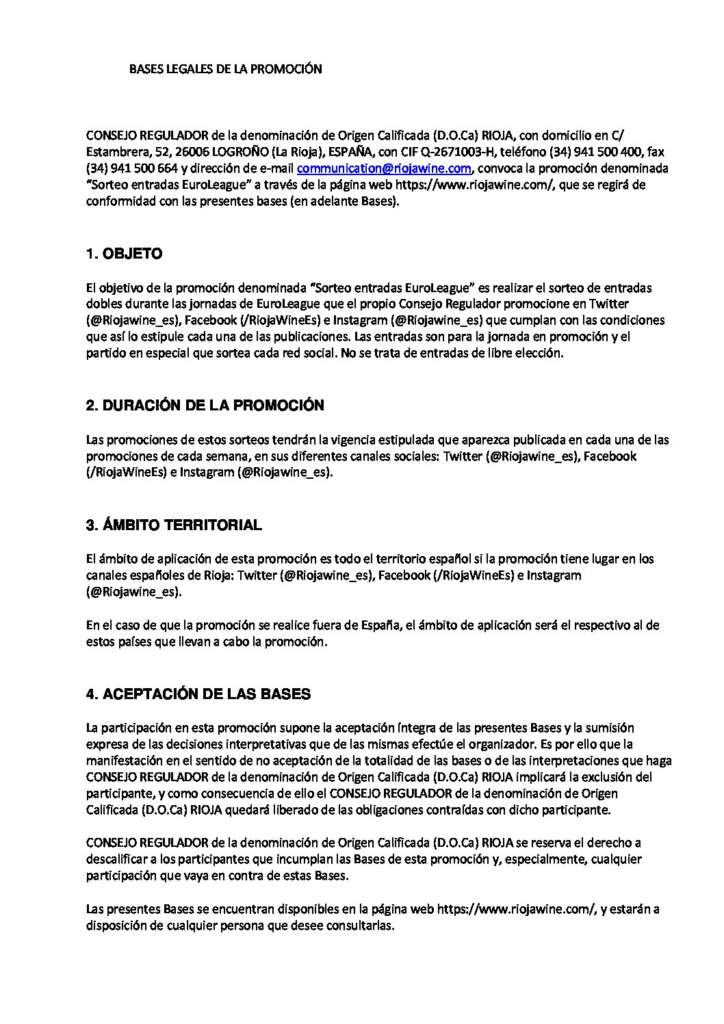 BASES LEGALES DE LA PROMOCIÓN
CONSEJO REGULADOR de la denominación de Origen Calificada (D.O.Ca) RIOJA, con domicilio en C/
Estambrera, 52, 26006 LOGROÑO (La Rioja), ESPAÑA, con CIF Q-2671003-H, teléfono (34) 941 500 400, fax
(34) 941 500 664 y dirección de e-mail communication@riojawine.com, convoca la promoción denominada
“Sorteo entradas EuroLeague” a través de la página web https://www.riojawine.com/, que se regirá de
conformidad con las presentes bases (en adelante Bases).
1. OBJETO
El objetivo de la promoción denominada “Sorteo entradas EuroLeague” es realizar el sorteo de entradas
dobles durante las jornadas de EuroLeague que el propio Consejo Regulador promocione en Twitter
(@Riojawine_es), Facebook (/RiojaWineEs) e Instagram (@Riojawine_es) que cumplan con las condiciones
que así lo estipule cada una de las publicaciones. Las entradas son para la jornada en promoción y el
partido en especial que sortea cada red social. No se trata de entradas de libre elección.
2. DURACIÓN DE LA PROMOCIÓN
Las promociones de estos sorteos tendrán la vigencia estipulada que aparezca publicada en cada una de las
promociones de cada semana, en sus diferentes canales sociales: Twitter (@Riojawine_es), Facebook
(/RiojaWineEs) e Instagram (@Riojawine_es).
3. ÁMBITO TERRITORIAL
El ámbito de aplicación de esta promoción es todo el territorio español si la promoción tiene lugar en los
canales españoles de Rioja: Twitter (@Riojawine_es), Facebook (/RiojaWineEs) e Instagram
(@Riojawine_es).
En el caso de que la promoción se realice fuera de España, el ámbito de aplicación será el respectivo al de
estos países que llevan a cabo la promoción.
4. ACEPTACIÓN DE LAS BASES
La participación en esta promoción supone la aceptación íntegra de las presentes Bases y la sumisión
expresa de las decisiones interpretativas que de las mismas efectúe el organizador. Es por ello que la
manifestación en el sentido de no aceptación de la totalidad de las bases o de las interpretaciones que haga
CONSEJO REGULADOR de la denominación de Origen Calificada (D.O.Ca) RIOJA implicará la exclusión del
participante, y como consecuencia de ello el CONSEJO REGULADOR de la denominación de Origen
Calificada (D.O.Ca) RIOJA quedará liberado de las obligaciones contraídas con dicho participante.
CONSEJO REGULADOR de la denominación de Origen Calificada (D.O.Ca) RIOJA se reserva el derecho a
descalificar a los participantes que incumplan las Bases de esta promoción y, especialmente, cualquier
participación que vaya en contra de estas Bases.
Las presentes Bases se encuentran disponibles en la página web https://www.riojawine.com/, y estarán a
disposición de cualquier persona que desee consultarlas.